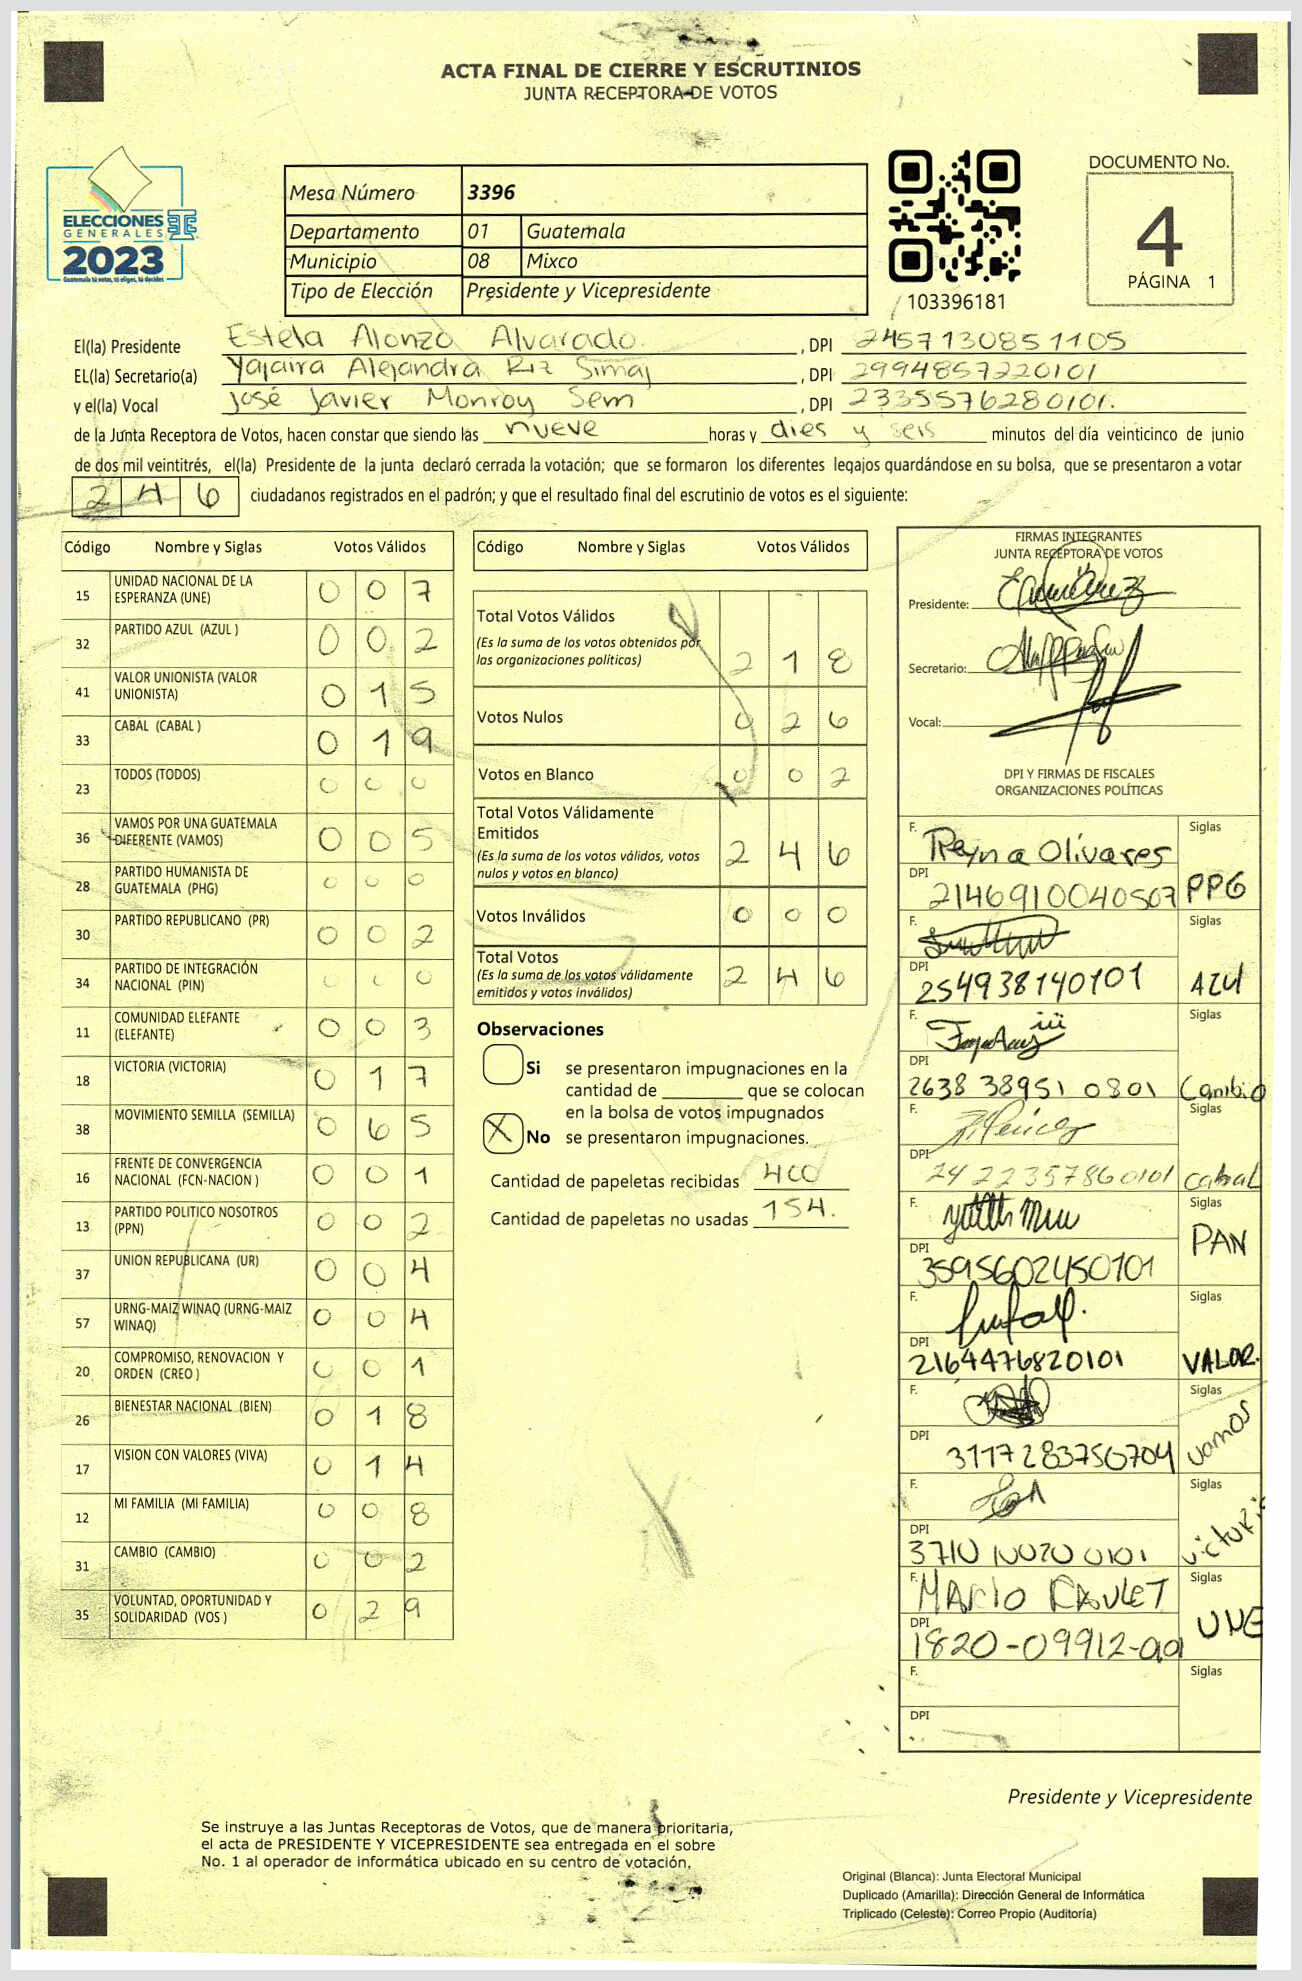 ACTA FINAL DE CIERRE Y ESCRUTINIOS
JUNTA RECEPTORA DE VOTOS
ELECCIONES
GENERALES
2023
Guatemala tú votas, tú eliges, tú decides
Mesa Número 3396
Departamento 01 Guatemala
Municipio 08 Mixco
Tipo de Elección Presidente y Vicepresidente
103396181
DOCUMENTO No.
4
PÁGINA 1
El(la) Presidente Estela Alonzo Alvarado , DPI 2457130851105
EL(la) Secretario(a) Yajaira Alejandra Riz Simaj , DPI 2994857220101
y el(la) Vocal José Javier Monroy Sem , DPI 2335576280101.
de la Junta Receptora de Votos, hacen constar que siendo las nueve horas y dies y seis minutos del día veinticinco de junio
de dos mil veintitrés, el(la) Presidente de la junta declaró cerrada la votación; que se formaron los diferentes legajos guardándose en su bolsa, que se presentaron a votar
246 ciudadanos registrados en el padrón; y que el resultado final del escrutinio de votos es el siguiente:
Código Nombre y Siglas Votos Válidos
15 UNIDAD NACIONAL DE LA ESPERANZA (UNE) 0 0 7
32 PARTIDO AZUL (AZUL ) 0 0 2
41 VALOR UNIONISTA (VALOR UNIONISTA) 0 1 5
33 CABAL (CABAL ) 0 1 9
23 TODOS (TODOS) 0 0 0
36 VAMOS POR UNA GUATEMALA DIFERENTE (VAMOS) 0 0 5
28 PARTIDO HUMANISTA DE GUATEMALA (PHG) 0 0 0
30 PARTIDO REPUBLICANO (PR) 0 0 2
34 PARTIDO DE INTEGRACIÓN NACIONAL (PIN) 0 0 0
11 COMUNIDAD ELEFANTE (ELEFANTE) 0 0 3
18 VICTORIA (VICTORIA) 0 1 7
38 MOVIMIENTO SEMILLA (SEMILLA) 0 6 5
16 FRENTE DE CONVERGENCIA NACIONAL (FCN-NACION ) 0 0 1
13 PARTIDO POLITICO NOSOTROS (PPN) 0 0 2
37 UNION REPUBLICANA (UR) 0 0 4
57 URNG-MAIZ WINAQ (URNG-MAIZ WINAQ) 0 0 4
20 COMPROMISO, RENOVACION Y ORDEN (CREO ) 0 0 1
26 BIENESTAR NACIONAL (BIEN) 0 1 8
17 VISION CON VALORES (VIVA) 0 1 4
12 MI FAMILIA (MI FAMILIA) 0 0 8
31 CAMBIO (CAMBIO) 0 0 2
35 VOLUNTAD, OPORTUNIDAD Y SOLIDARIDAD (VOS ) 0 2 9
Código Nombre y Siglas Votos Válidos
Total Votos Válidos
(Es la suma de los votos obtenidos por
las organizaciones políticas) 2 1 8
Votos Nulos 0 2 6
Votos en Blanco 0 0 2
Total Votos Válidamente
Emitidos
(Es la suma de los votos válidos, votos
nulos y votos en blanco) 2 4 6
Votos Inválidos 0 0 0
Total Votos
(Es la suma de los votos válidamente
emitidos y votos inválidos) 2 4 6
Observaciones
Si se presentaron impugnaciones en la
cantidad de ________ que se colocan
en la bolsa de votos impugnados
X No se presentaron impugnaciones.
Cantidad de papeletas recibidas 400
Cantidad de papeletas no usadas 154.
FIRMAS INTEGRANTES
JUNTA RECEPTORA DE VOTOS
Presidente:
Secretario:
Vocal:
DPI Y FIRMAS DE FISCALES
ORGANIZACIONES POLÍTICAS
F. Reyna Olivares Siglas
DPI 2146910040507 PPG
F. Siglas
DPI 254938140101 AZUl
F. Siglas
DPI 2638 38951 0801 Cambio
F. Siglas
DPI 2422357860101 cabal
F. Siglas
DPI 3595602450101 PAN
F. Siglas
DPI 2164476820101 VALOR.
F. Siglas
DPI 3117283750704 vamos
F. Siglas
DPI 3710 10020 0101 victoria
F. MARIO Siglas
DPI 1820-09912- UNE
F. Siglas
DPI
Presidente y Vicepresidente
Se instruye a las Juntas Receptoras de Votos, que de manera prioritaria,
el acta de PRESIDENTE Y VICEPRESIDENTE sea entregada en el sobre
No. 1 al operador de informática ubicado en su centro de votación.
Original (Blanca): Junta Electoral Municipal
Duplicado (Amarilla): Dirección General de Informática
Triplicado (Celeste): Correo Propio (Auditoría)